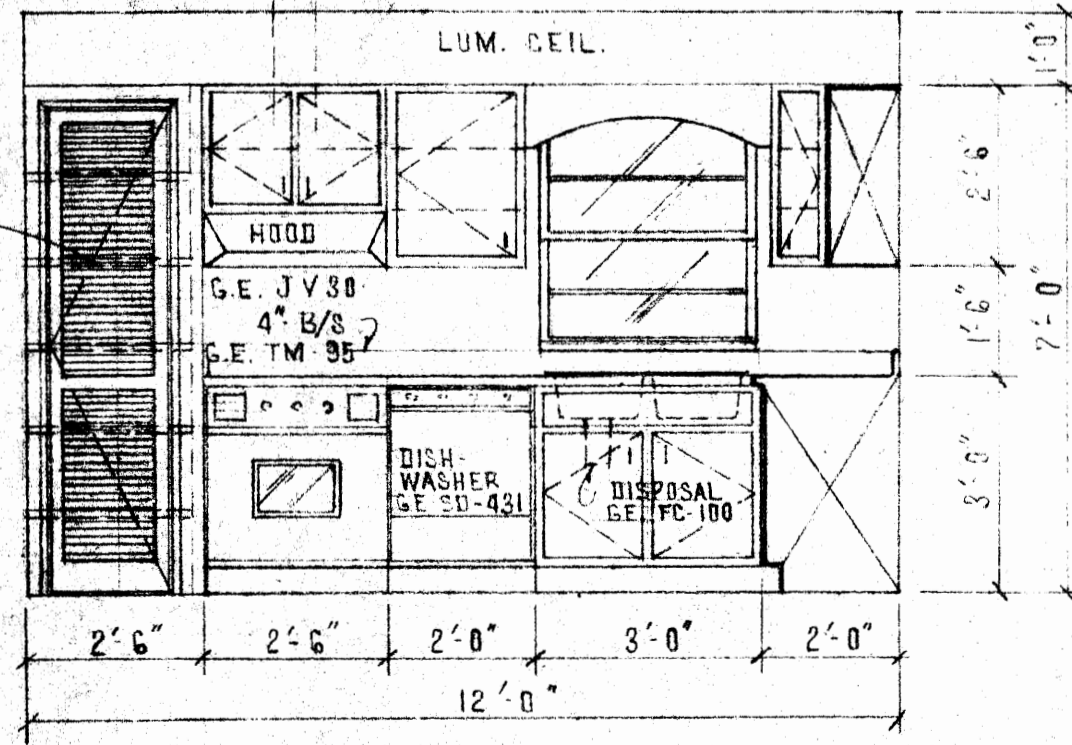 LUM. CEIL.
1'-0"
HOOD
2'-6"
G.E. JV30
4" B/S
G.E. TM-95
1'-6"
7'-0"
DISH-
WASHER
GE SD-431
DISPOSAL
GE. FC-100
3'-0"
2'-6"
2'-6"
2'-0"
3'-0"
2'-0"
12'-0"